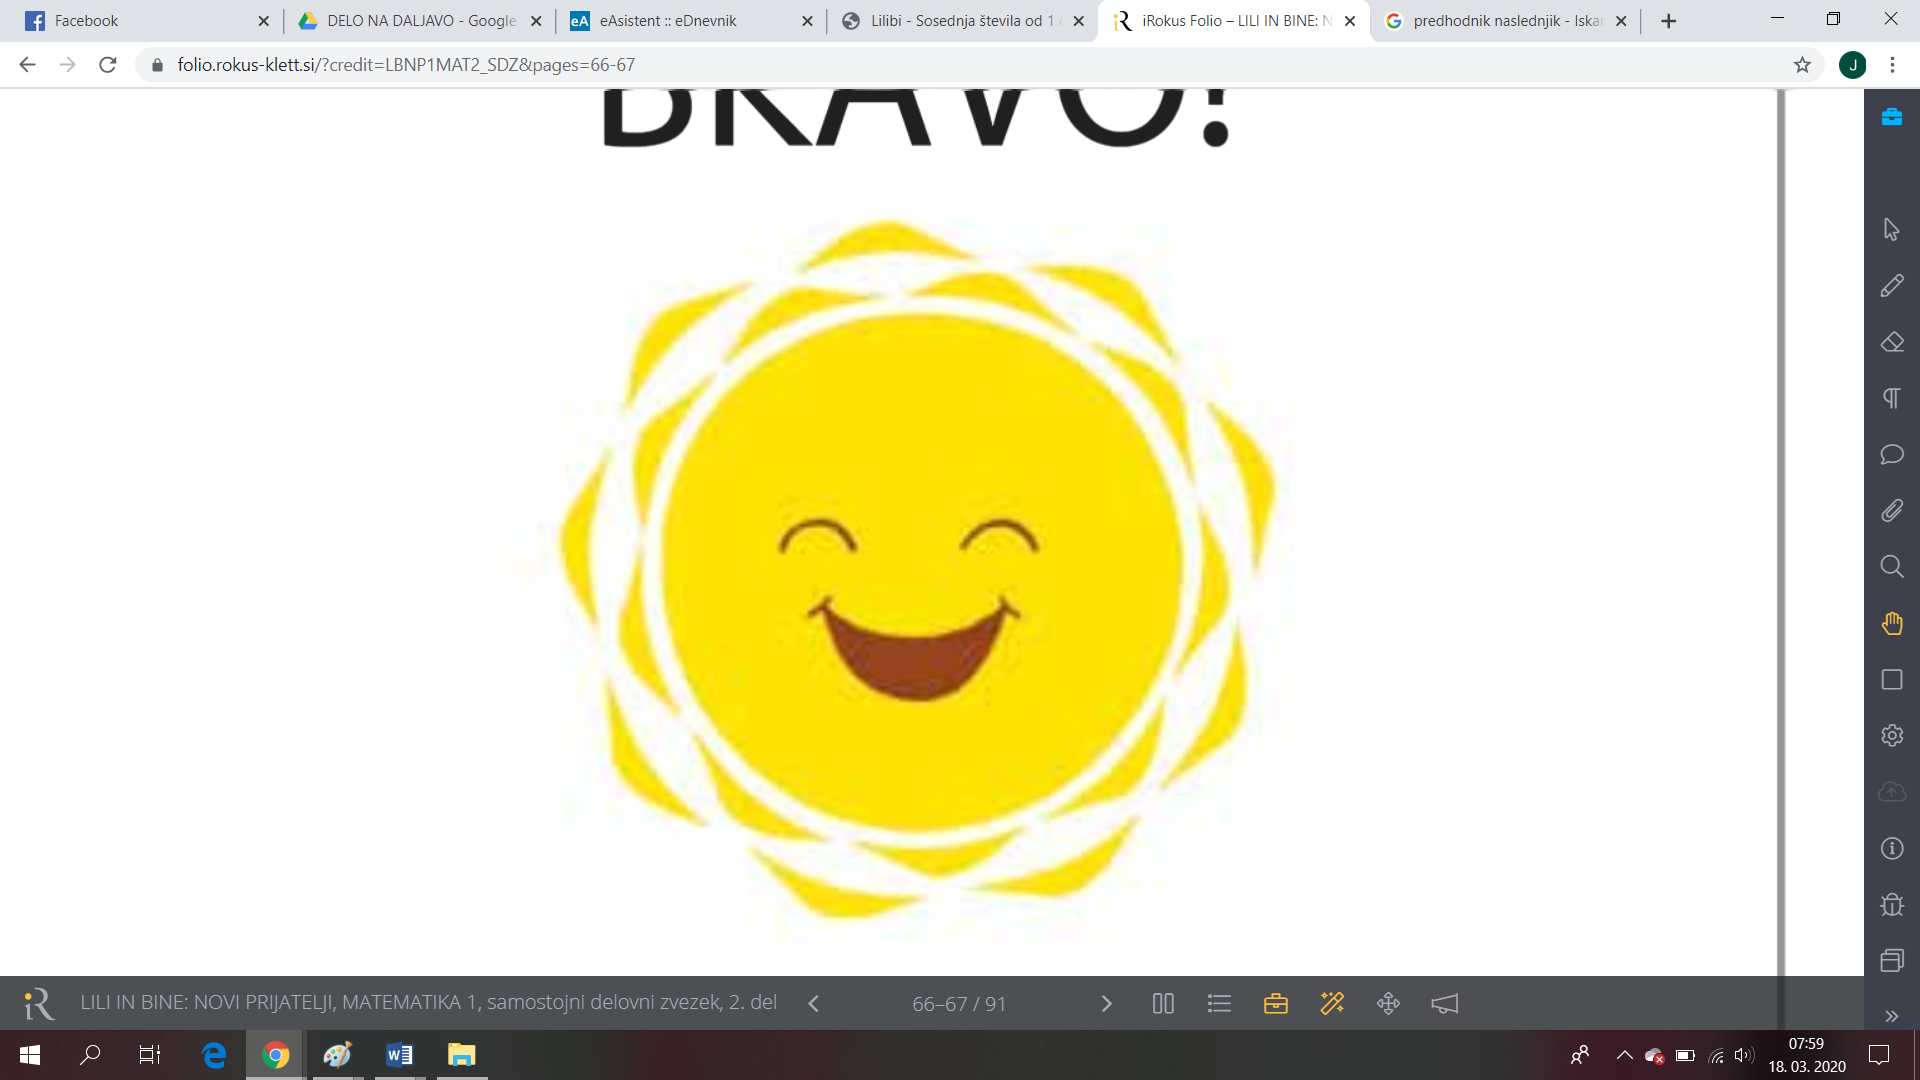 Facebook
DELO NA DALJAVO - Google
eAsistent :: eDnevnik
Lilibi - Sosednja števila od 1
iRokus Folio – LILI IN BINE: N
predhodnik naslednjik - Iskan
folio.rokus-klett.si/?credit=LBNP1MAT2_SDZ&pages=66-67
J
BRAVO!
LILI IN BINE: NOVI PRIJATELJI, MATEMATIKA 1, samostojni delovni zvezek, 2. del
66–67 / 91
07:59
18. 03. 2020